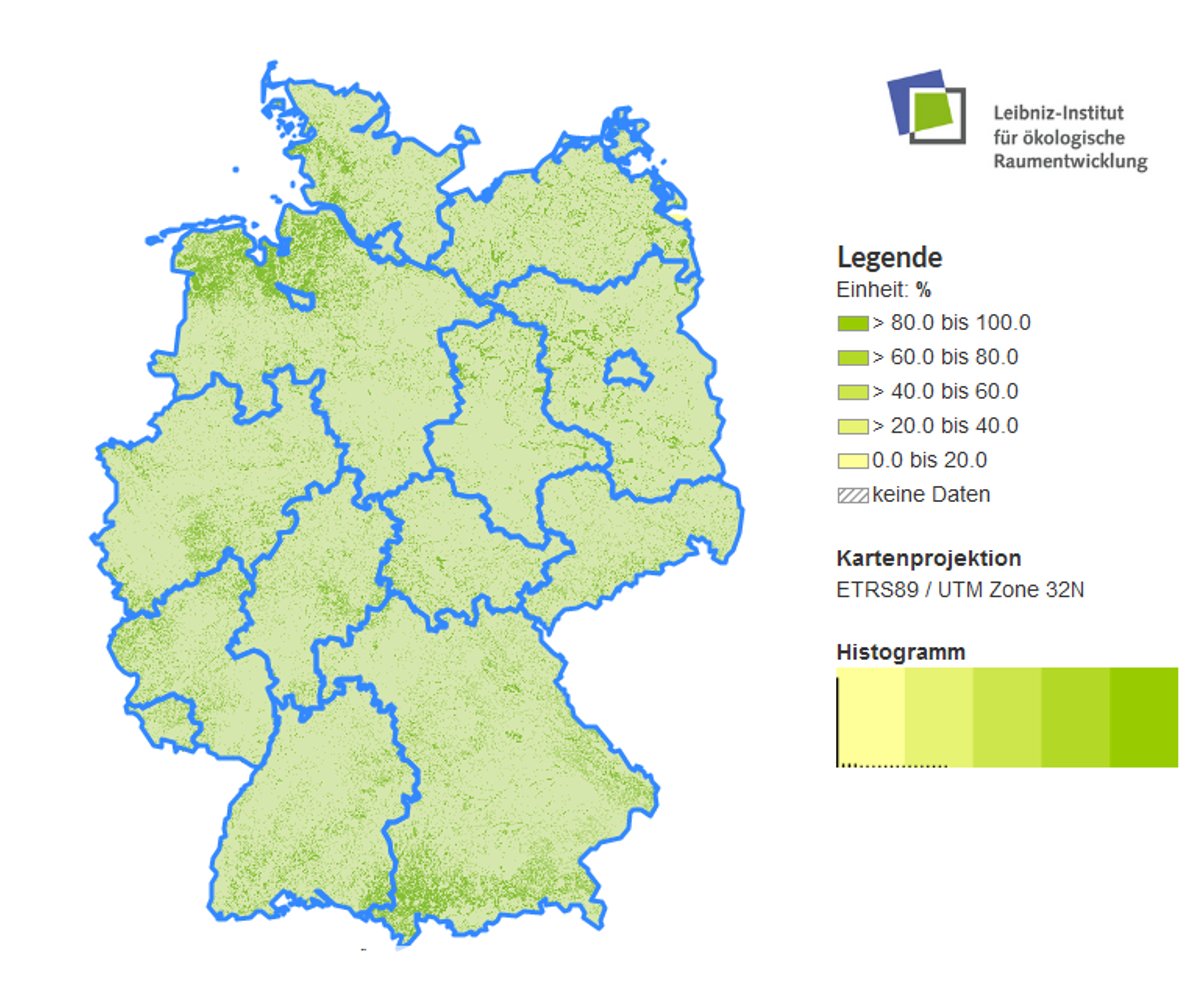 Leibniz-Institut
für ökologische
Raumentwicklung
Legende
Einheit: %
> 80.0 bis 100.0
> 60.0 bis 80.0
> 40.0 bis 60.0
> 20.0 bis 40.0
0.0 bis 20.0
keine Daten
Kartenprojektion
ETRS89 / UTM Zone 32N
Histogramm